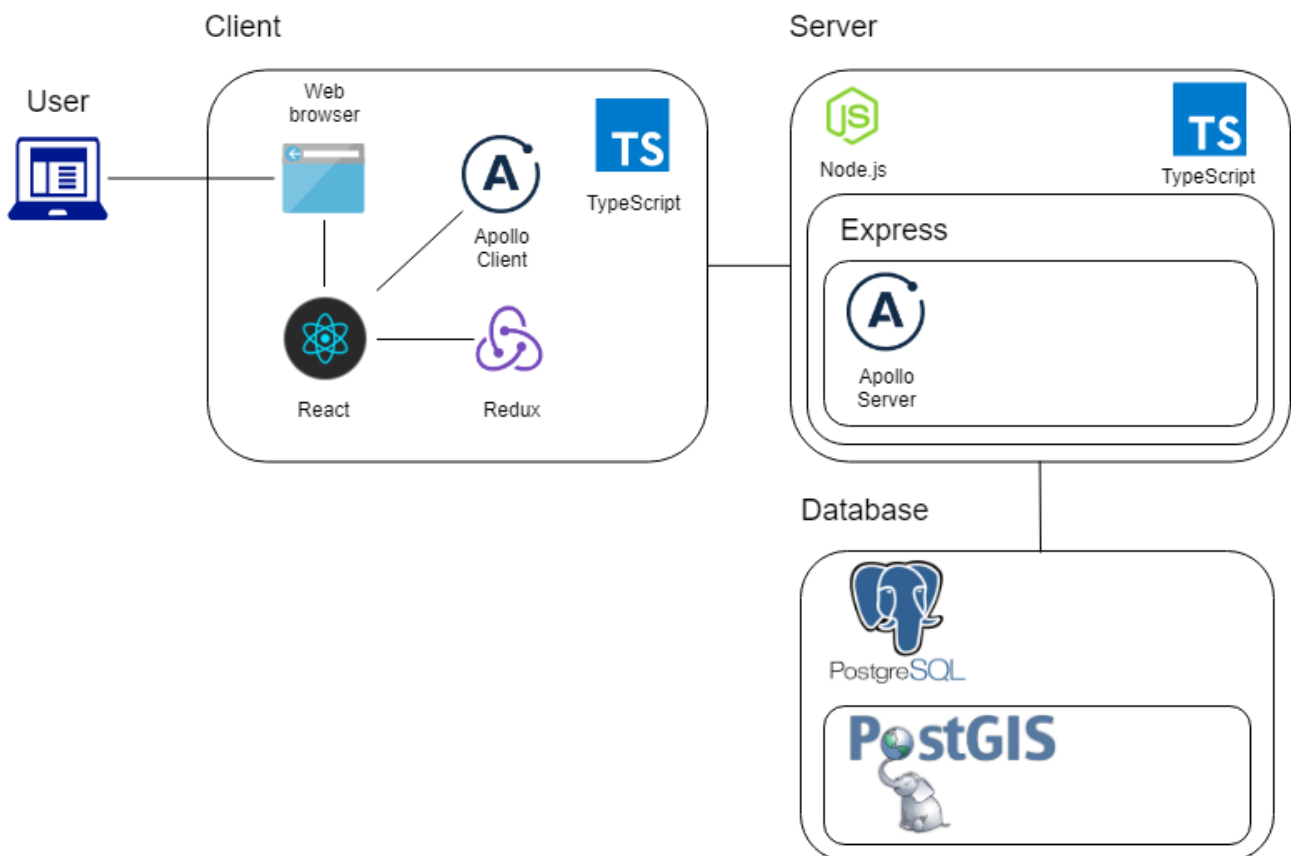 Client
Server
User
Web
browser
TS
TypeScript
A
Apollo
Client
React
Redux
JS
Node.js
TS
TypeScript
Express
A
Apollo
Server
Database
PostgreSQL
PostGIS